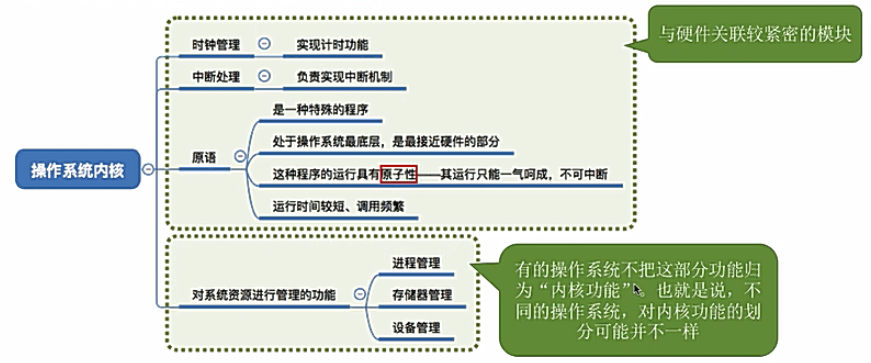 与硬件关联较紧密的模块
时钟管理
实现计时功能
中断处理
负责实现中断机制
是一种特殊的程序
处于操作系统最底层，是最接近硬件的部分
原语
这种程序的运行具有原子性——其运行只能一气呵成，不可中断
运行时间较短、调用频繁
操作系统内核
对系统资源进行管理的功能
进程管理
存储器管理
设备管理
有的操作系统不把这部分功能归
为“内核功能”。也就是说，不
同的操作系统，对内核功能的划
分可能并不一样